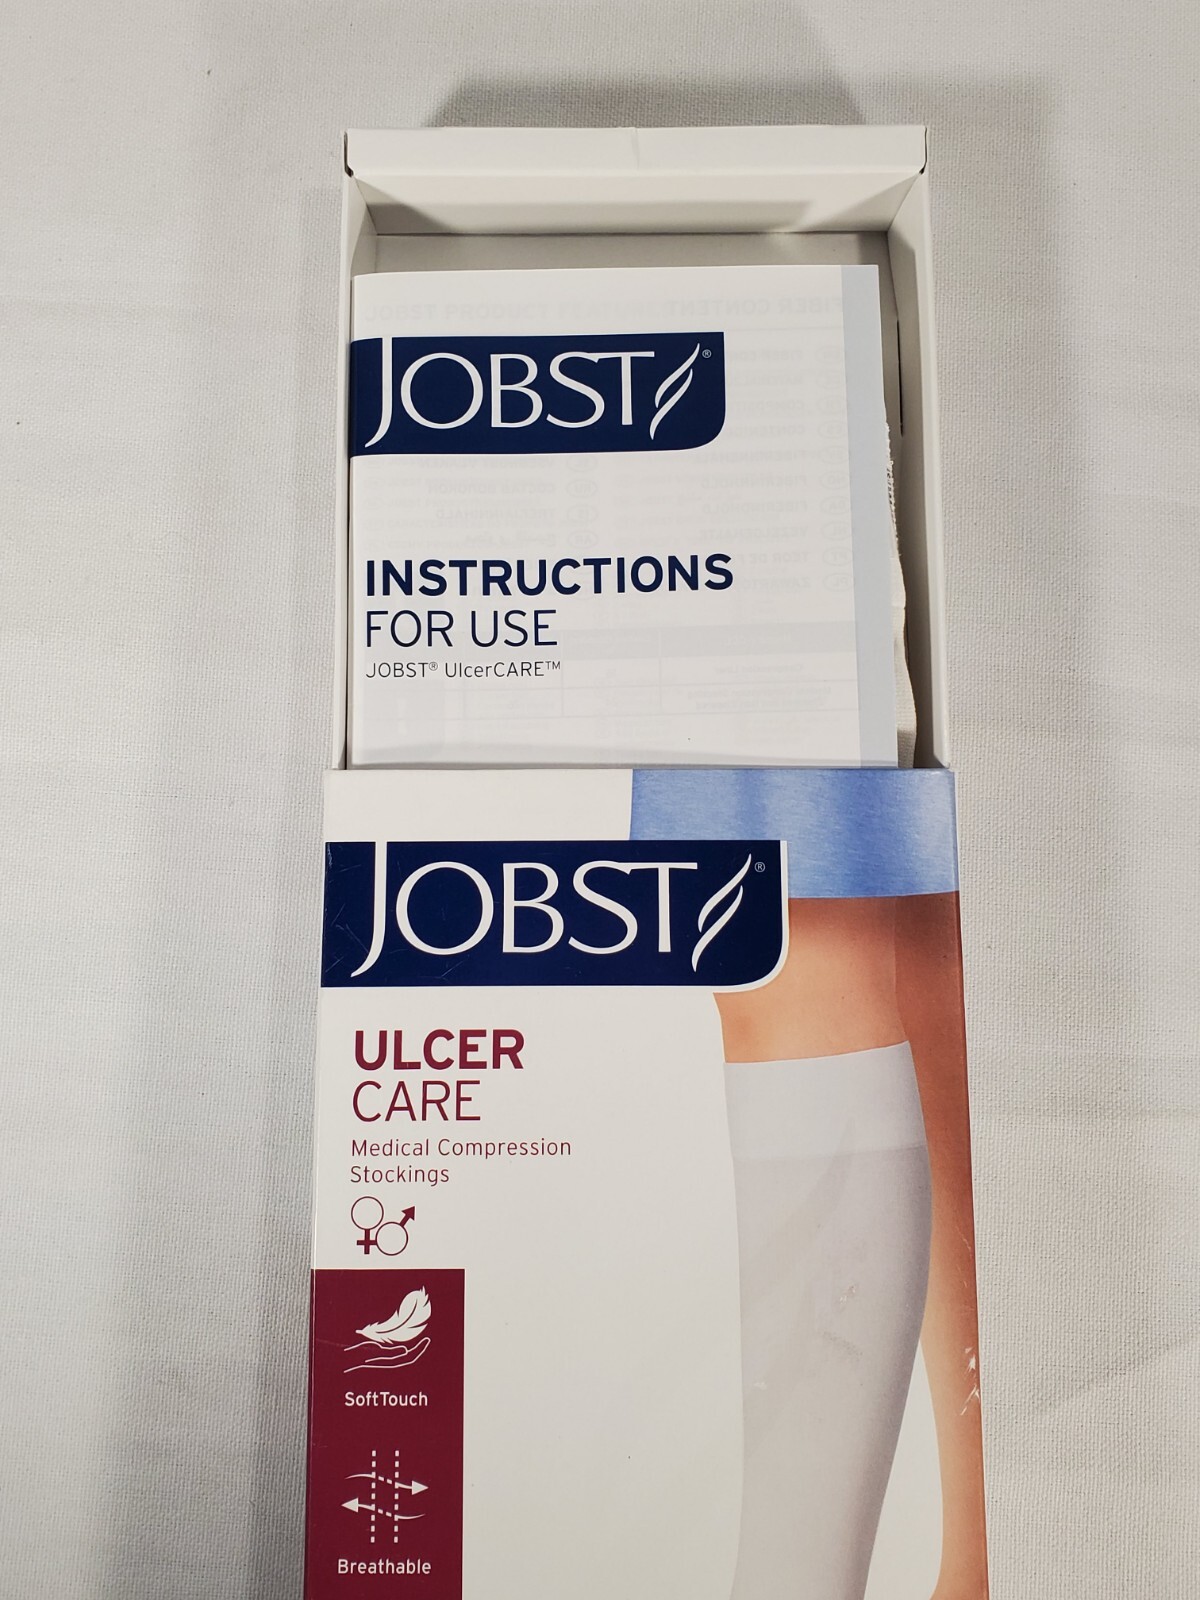 JOBST®
INSTRUCTIONS
FOR USE
JOBST® UlcerCARE™
JOBST®
ULCER
CARE
Medical Compression
Stockings
SoftTouch
Breathable